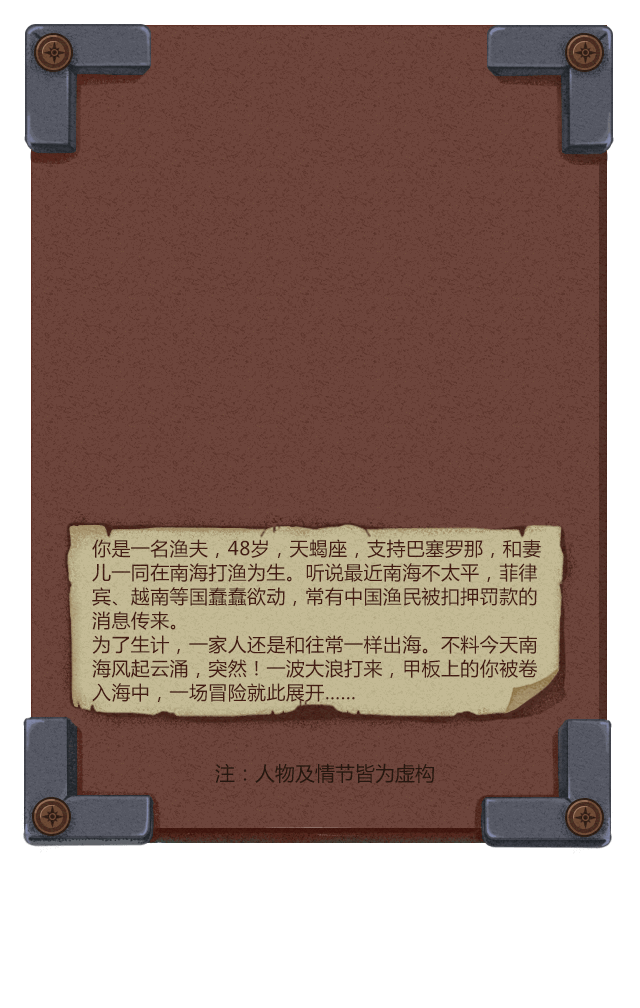 你是一名渔夫，48岁，天蝎座，支持巴塞罗那，和妻
儿一同在南海打渔为生。听说最近南海不太平，菲律
宾、越南等国蠢蠢欲动，常有中国渔民被扣押罚款的
消息传来。
为了生计，一家人还是和往常一样出海。不料今天南
海风起云涌，突然！一波大浪打来，甲板上的你被卷
入海中，一场冒险就此展开......
注：人物及情节皆为虚构